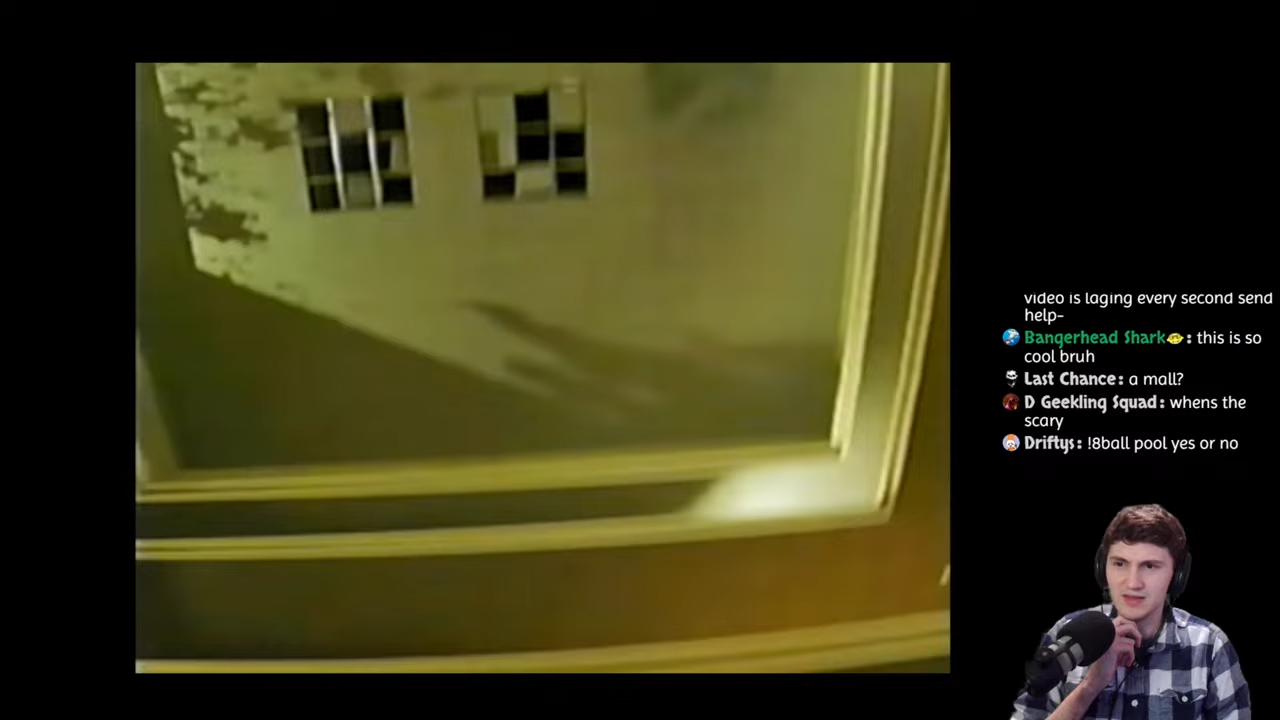 video is laging every second send
help-
Bangerhead Shark: this is so
cool bruh
Last Chance: a mall?
D Geekling Squad: whens the
scary
Driftys: !8ball pool yes or no